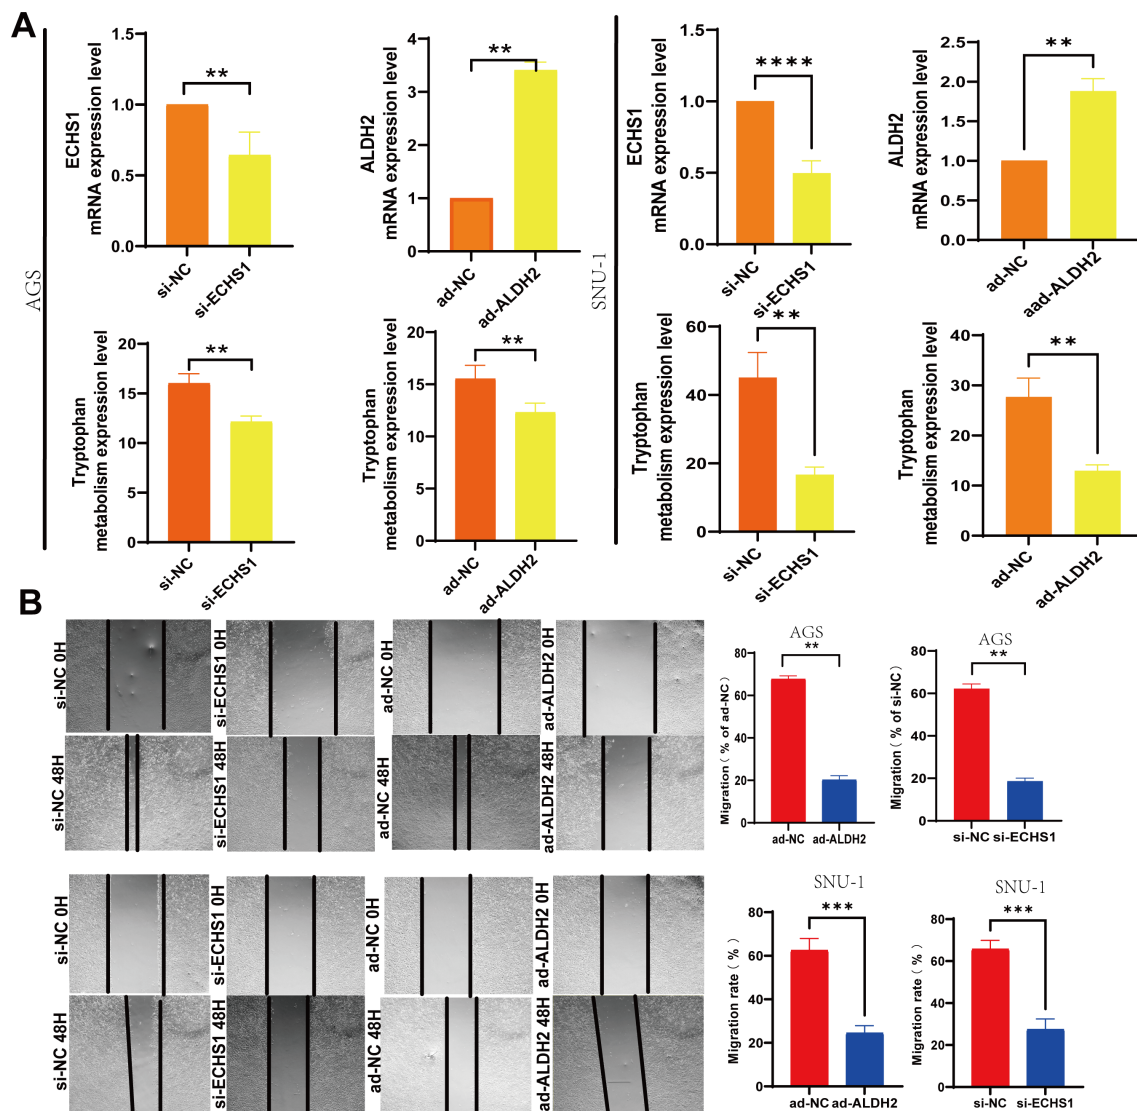 A
AGS
ECHS1
mRNA expression level
1.5
1.0
0.5
0.0
**
si-NC
si-ECHS1
ALDH2
mRNA expression level
4
3
2
1
0
**
ad-NC
ad-ALDH2
SNU-1
ECHS1
mRNA expression level
1.5
1.0
0.5
0.0
****
si-NC
si-ECHS1
ALDH2
mRNA expression level
2.5
2.0
1.5
1.0
0.5
0.0
**
ad-NC
aad-ALDH2
Tryptophan
metabolism expression level
20
15
10
5
0
**
si-NC
si-ECHS1
Tryptophan
metabolism expression level
20
15
10
5
0
**
ad-NC
ad-ALDH2
Tryptophan
metabolism expression level
60
40
20
0
**
si-NC
si-ECHS1
Tryptophan
metabolism expression level
40
30
20
10
0
**
ad-NC
ad-ALDH2
B
si-NC 0H
si-ECHS1 0H
ad-NC 0H
ad-ALDH2 0H
si-NC 48H
si-ECHS1 48H
ad-NC 48H
ad-ALDH2 48H
AGS
Migration( % of ad-NC)
80
60
40
20
0
**
ad-NC
ad-ALDH2
AGS
Migration( % of si-NC)
80
60
40
20
0
**
si-NC
si-ECHS1
si-NC 0H
si-ECHS1 0H
ad-NC 0H
ad-ALDH2 0H
si-NC 48H
si-ECHS1 48H
ad-NC 48H
ad-ALDH2 48H
SNU-1
Migration rate ( % )
80
60
40
20
0
***
ad-NC
ad-ALDH2
SNU-1
Migration rate ( % )
80
60
40
20
0
***
si-NC
si-ECHS1